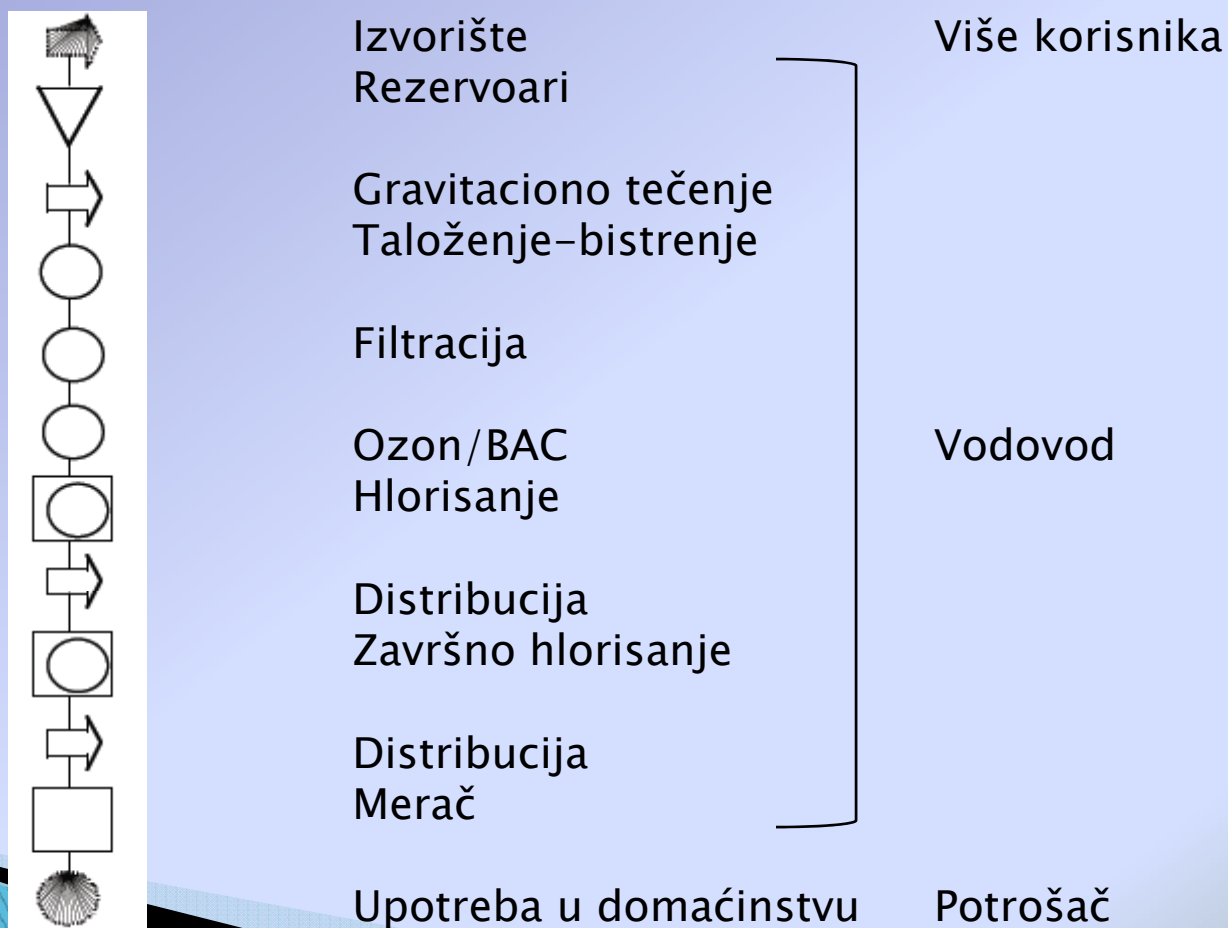 Izvorište Više korisnika
Rezervoari
Gravitaciono tečenje
Taloženje-bistrenje
Filtracija
Ozon/BAC Vodovod
Hlorisanje
Distribucija
Završno hlorisanje
Distribucija
Merač
Upotreba u domaćinstvu Potrošač